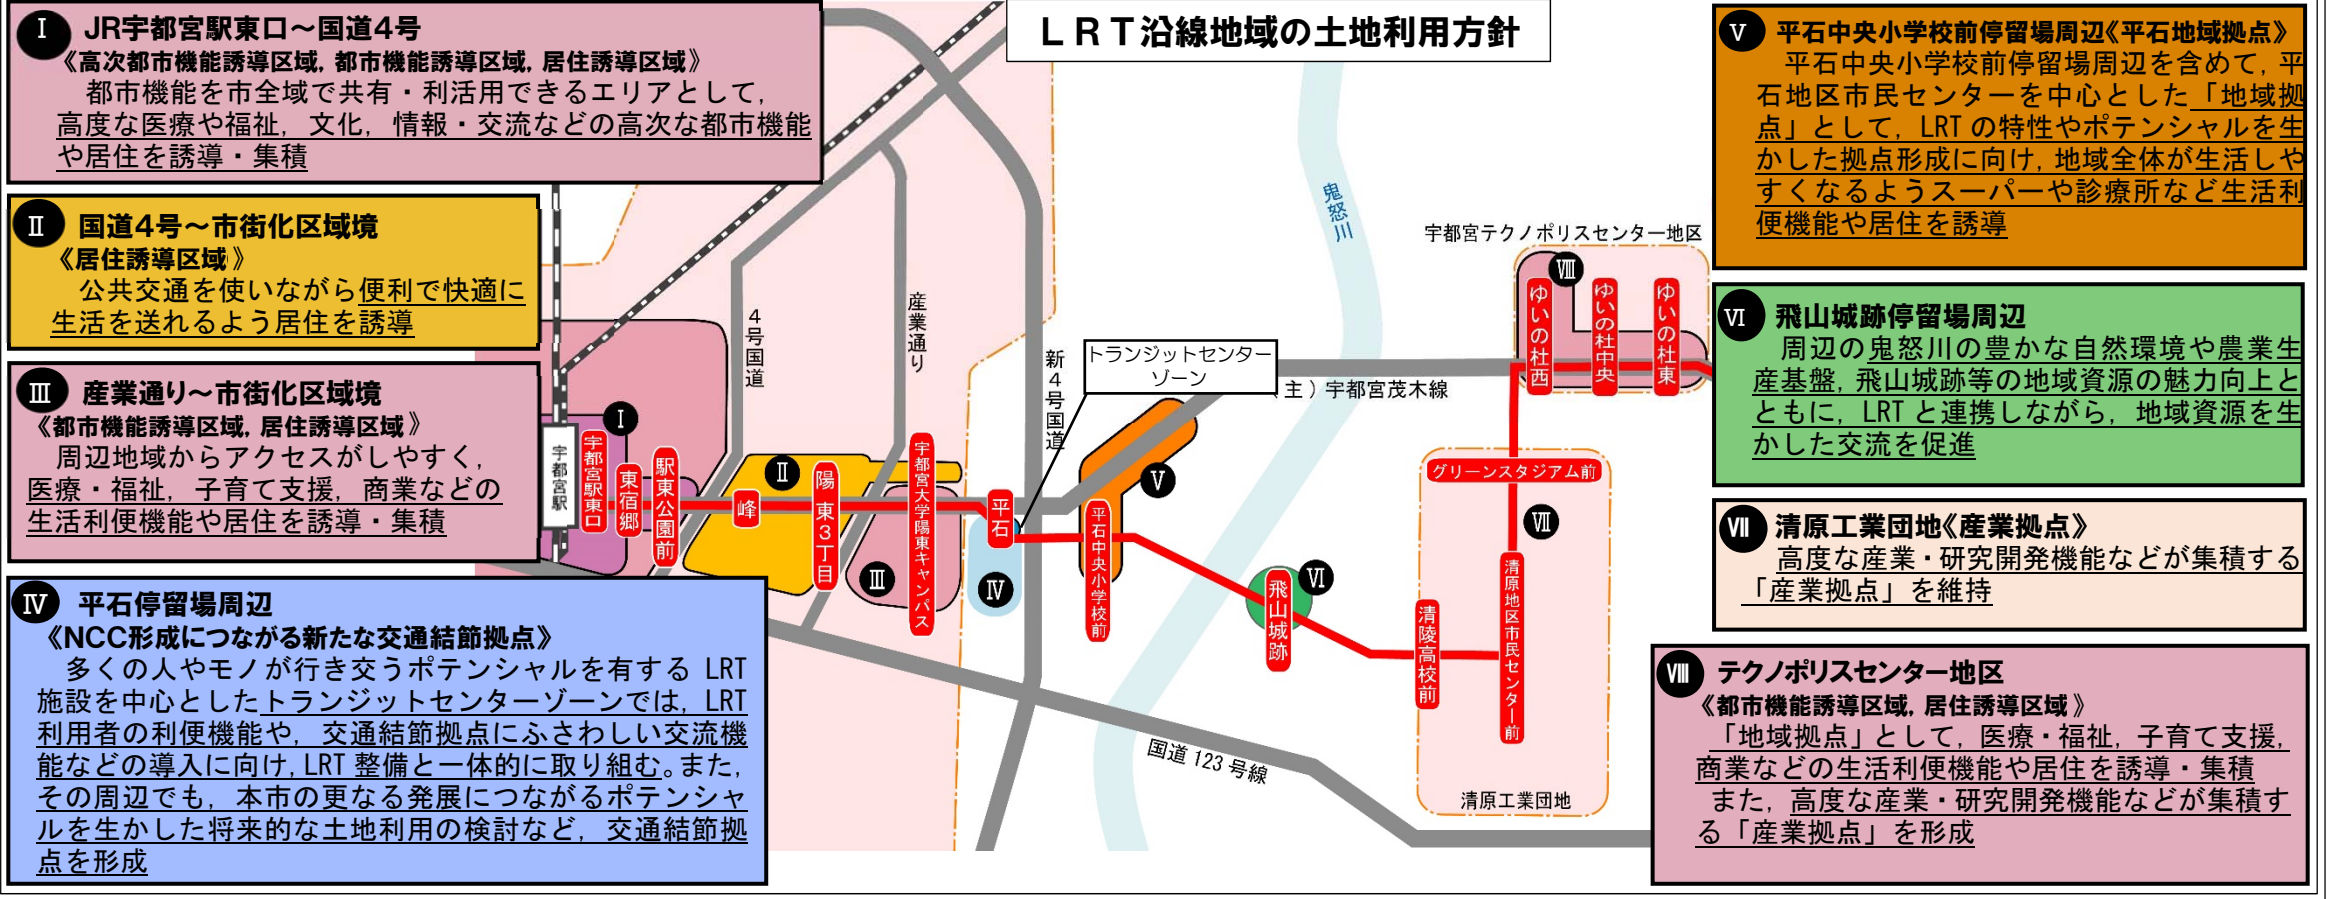 LRT沿線地域の土地利用方針
Ⅰ JR宇都宮駅東口～国道4号
《高次都市機能誘導区域，都市機能誘導区域，居住誘導区域》
都市機能を市全域で共有・利活用できるエリアとして，
高度な医療や福祉，文化，情報・交流などの高次な都市機能
や居住を誘導・集積
Ⅱ 国道4号～市街化区域境
《居住誘導区域》
公共交通を使いながら便利で快適に
生活を送れるよう居住を誘導
Ⅲ 産業通り～市街化区域境
《都市機能誘導区域，居住誘導区域》
周辺地域からアクセスがしやすく，
医療・福祉，子育て支援，商業などの
生活利便機能や居住を誘導・集積
Ⅳ 平石停留場周辺
《NCC形成につながる新たな交通結節拠点》
多くの人やモノが行き交うポテンシャルを有する LRT
施設を中心としたトランジットセンターゾーンでは，LRT
利用者の利便機能や，交通結節拠点にふさわしい交流機
能などの導入に向け，LRT 整備と一体的に取り組む。また，
その周辺でも，本市の更なる発展につながるポテンシャ
ルを生かした将来的な土地利用の検討など，交通結節拠
点を形成
Ⅴ 平石中央小学校前停留場周辺《平石地域拠点》
平石中央小学校前停留場周辺を含めて，平
石地区市民センターを中心とした「地域拠
点」として，LRT の特性やポテンシャルを生
かした拠点形成に向け，地域全体が生活しや
すくなるようスーパーや診療所など生活利
便機能や居住を誘導
Ⅵ 飛山城跡停留場周辺
周辺の鬼怒川の豊かな自然環境や農業生
産基盤，飛山城跡等の地域資源の魅力向上と
ともに，LRT と連携しながら，地域資源を生
かした交流を促進
Ⅶ 清原工業団地《産業拠点》
高度な産業・研究開発機能などが集積する
「産業拠点」を維持
Ⅷ テクノポリスセンター地区
《都市機能誘導区域，居住誘導区域》
「地域拠点」として，医療・福祉，子育て支援，
商業などの生活利便機能や居住を誘導・集積
また，高度な産業・研究開発機能などが集積す
る「産業拠点」を形成
宇都宮駅
宇都宮駅東口
東宿郷
駅東公園前
峰
陽東3丁目
宇都宮大学陽東キャンパス
平石
平石中央小学校前
飛山城跡
清陵高校前
清原地区市民センター前
グリーンスタジアム前
ゆいの杜西
ゆいの杜中央
ゆいの杜東
Ⅰ
Ⅱ
Ⅲ
Ⅳ
Ⅴ
Ⅵ
Ⅶ
Ⅷ
4号国道
産業通り
新4号国道
トランジットセンター
ゾーン
主）宇都宮茂木線
鬼怒川
宇都宮テクノポリスセンター地区
国道 123 号線
清原工業団地